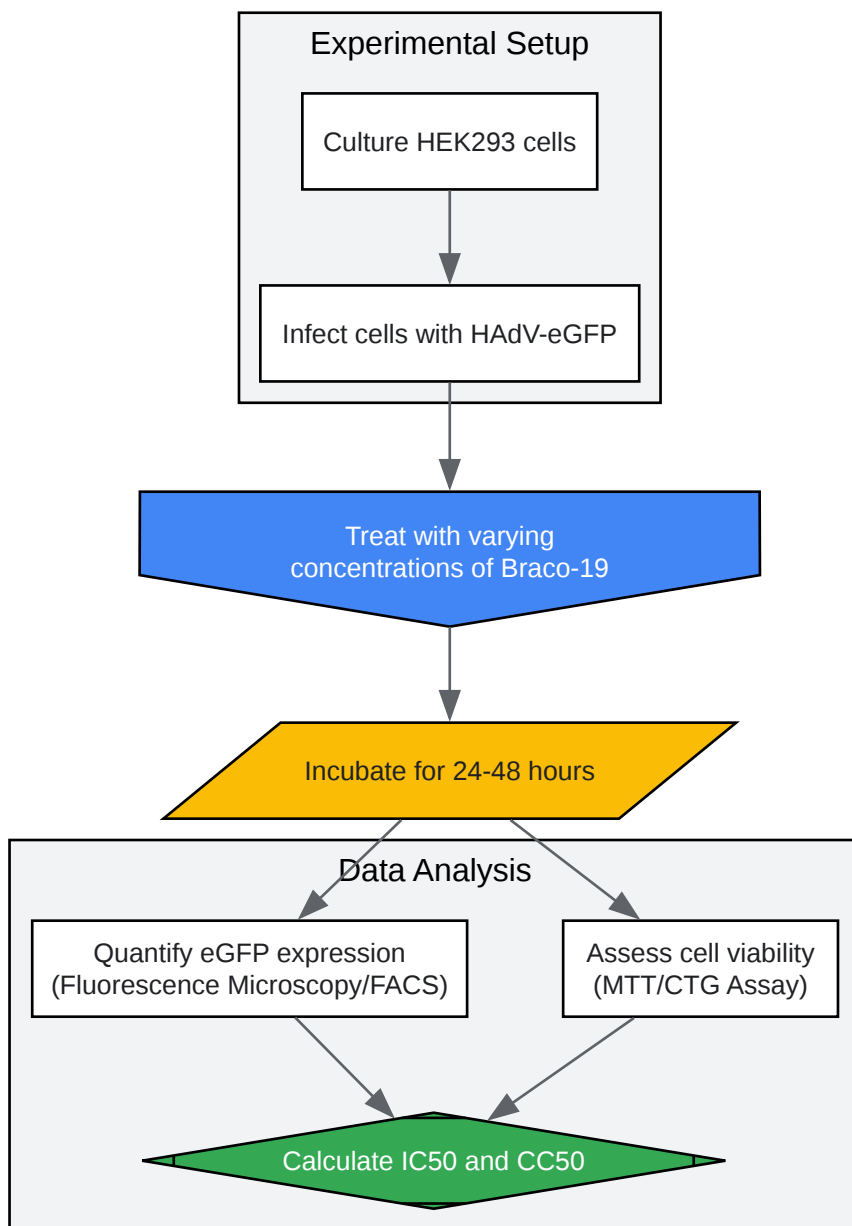 Experimental Setup
Culture HEK293 cells
Infect cells with HAdV-eGFP
Treat with varying
concentrations of Braco-19
Incubate for 24-48 hours
Data Analysis
Quantify eGFP expression
(Fluorescence Microscopy/FACS)
Assess cell viability
(MTT/CTG Assay)
Calculate IC50 and CC50